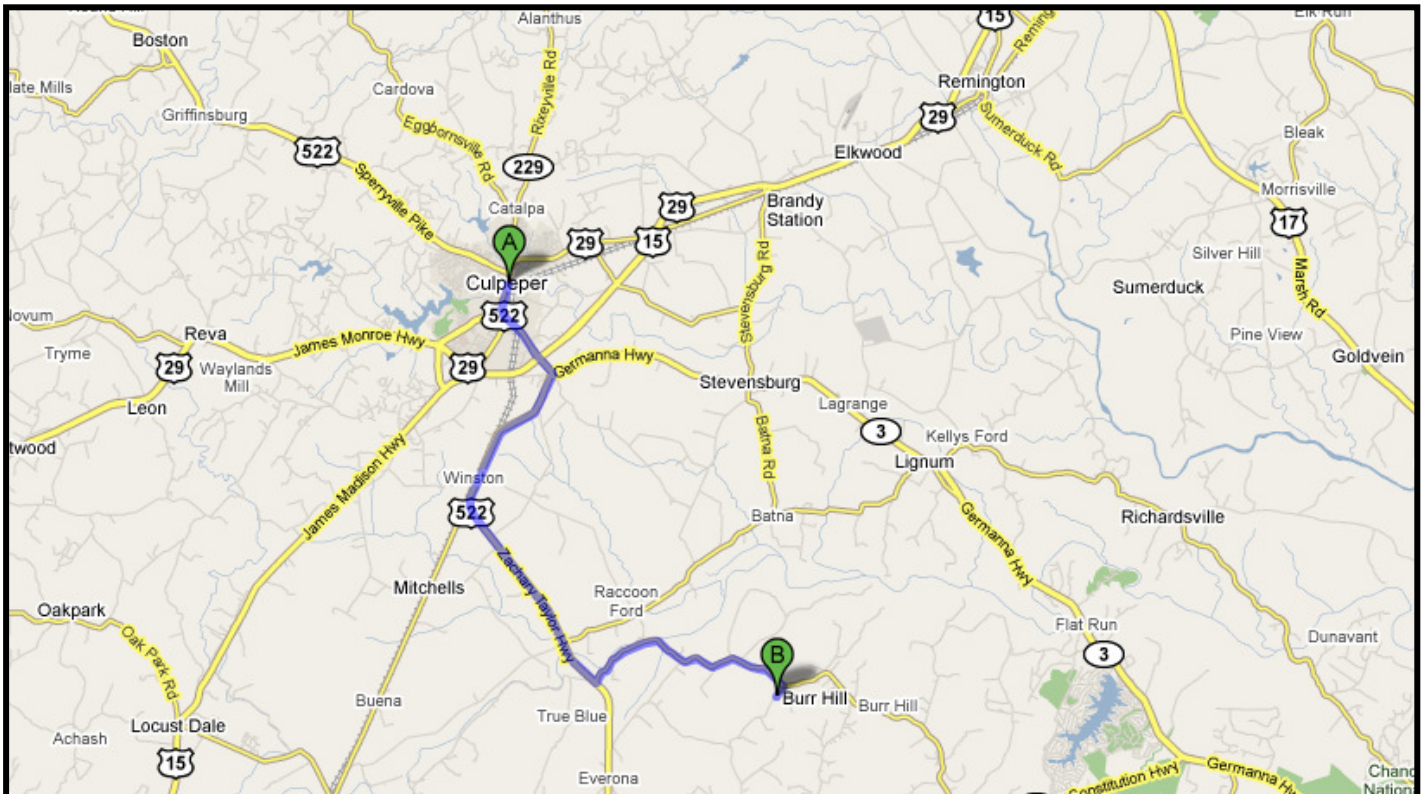 Boston
Alanthus
15
Elk Run
Remington
late Mills
Cardova
Griffinsburg
Eggbornsville Rd
Rixeyville Rd
29
Sumerduck Rd
Bleak
522
Elkwood
229
Sperryville Pike
Catalpa
29
Brandy
Station
Morrisville
17
A
29
15
Silver Hill
Culpeper
Stevensburg Rd
Sumerduck
Marsh Rd
522
Reva
James Monroe Hwy
Pine View
Tryme
29
Waylands
Mill
29
Germanna Hwy
Stevensburg
Goldvein
Leon
Lagrange
3
Kellys Ford
twood
James Madison Hwy
Batna Rd
Lignum
Winston
522
Batna
Germanna Hwy
Richardsville
Zachary Taylor Hwy
Mitchells
Raccoon
Ford
Oakpark
Oak Park Rd
Flat Run
Dunavant
B
3
Buena
Burr Hill
Burr Hill
True Blue
Locust Dale
Achash
15
Everona
Constitution Hwy
Germanna